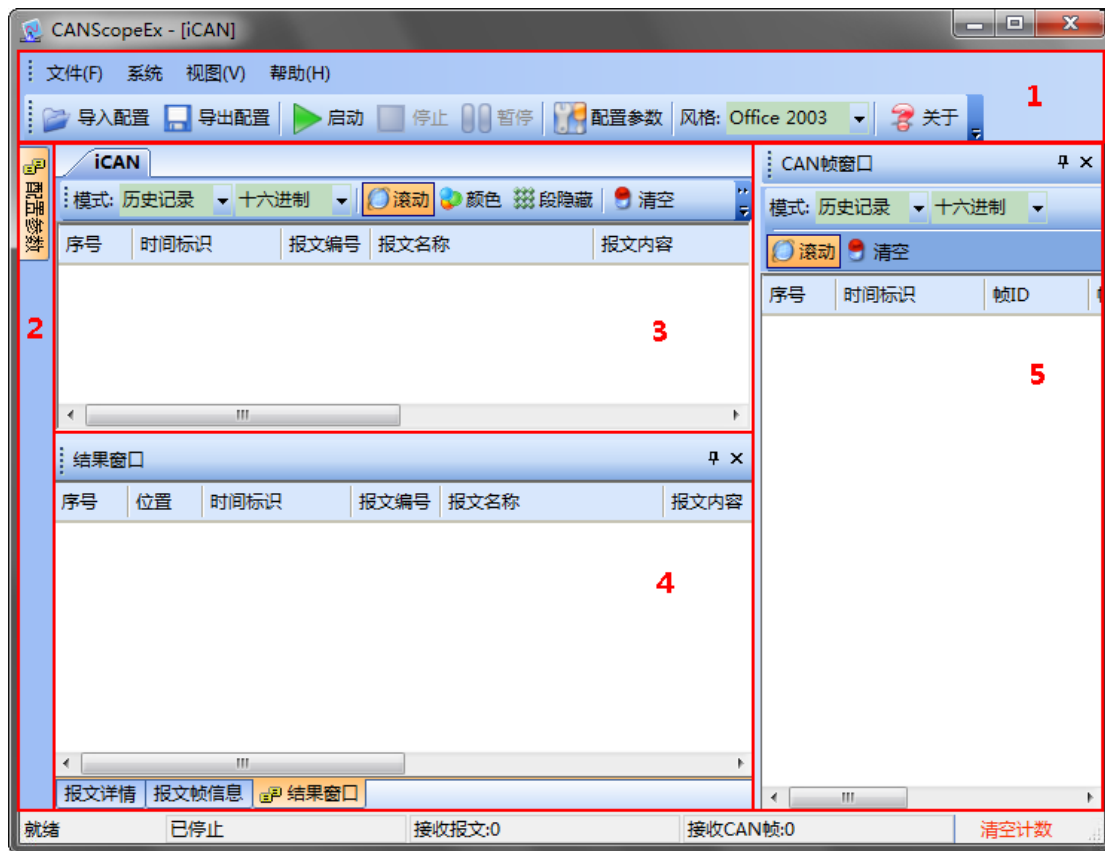 CANScopeEx - [iCAN]
文件(F) 系统 视图(V) 帮助(H)
导入配置 导出配置 启动 停止 暂停 配置参数 风格: Office 2003 关于
1
配置参数
2
iCAN
模式: 历史记录 十六进制 滚动 颜色 段隐藏 清空
序号 时间标识 报文编号 报文名称 报文内容
3
结果窗口
序号 位置 时间标识 报文编号 报文名称 报文内容
4
报文详情 报文帧信息 结果窗口
CAN帧窗口
模式: 历史记录 十六进制
滚动 清空
序号 时间标识 帧ID
5
就绪 已停止 接收报文:0 接收CAN帧:0 清空计数